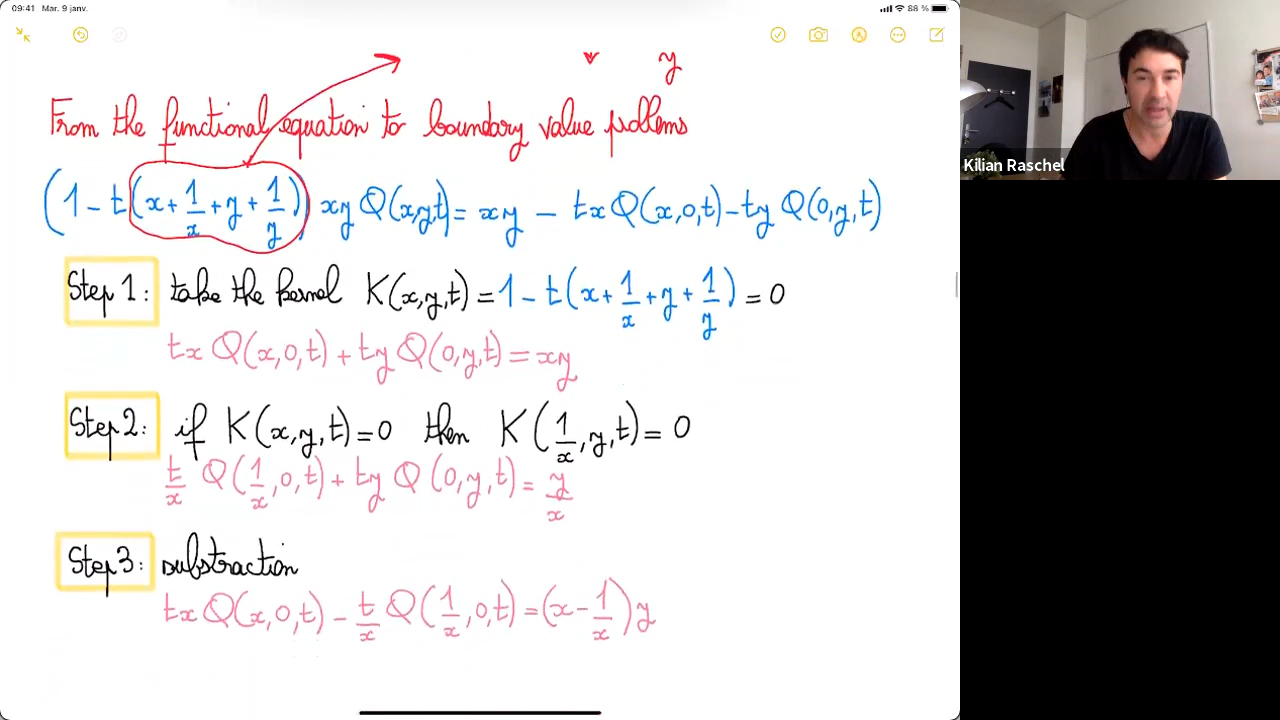 09:41 Mar. 9 janv.
88 %
y
From the functional equation to boundary value poblems
(1 - t(x + 1/x + y + 1/y)) xy Q(x,y,t) = xy - tx Q(x,0,t) - ty Q(0,y,t)
Step 1: take the kernel K(x,y,t) = 1 - t(x + 1/x + y + 1/y) = 0
tx Q(x,0,t) + ty Q(0,y,t) = xy
Step 2: if K(x,y,t) = 0 then K(1/x, y, t) = 0
t/x Q(1/x, 0, t) + ty Q(0,y,t) = y/x
Step 3: substraction
tx Q(x,0,t) - t/x Q(1/x, 0, t) = (x - 1/x) y
Kilian Raschel